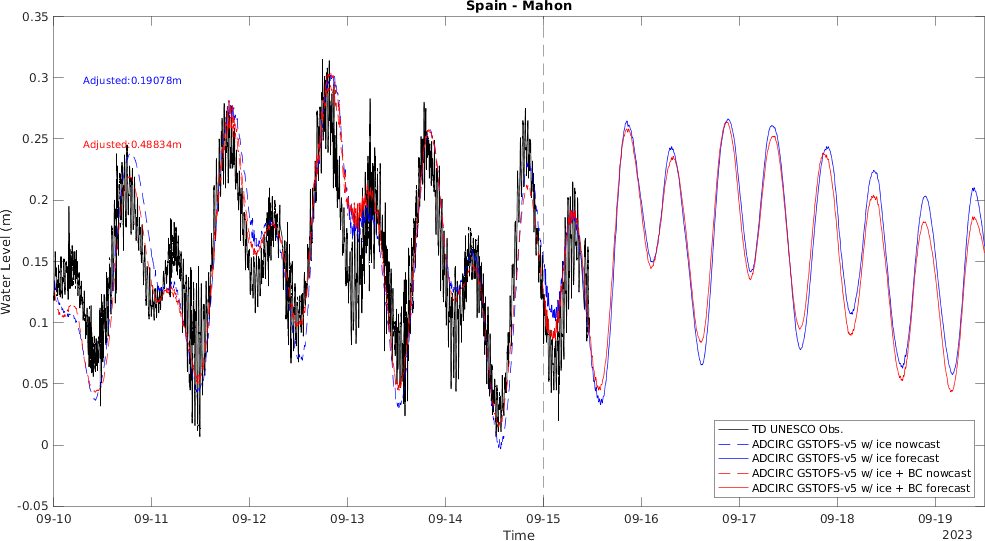 Spain - Mahon
0.35
0.3
0.25
0.2
0.15
0.1
0.05
0
-0.05
Water Level (m)
Adjusted:0.19078m
Adjusted:0.48834m
TD UNESCO Obs.
ADCIRC GSTOFS-v5 w/ ice nowcast
ADCIRC GSTOFS-v5 w/ ice forecast
ADCIRC GSTOFS-v5 w/ ice + BC nowcast
ADCIRC GSTOFS-v5 w/ ice + BC forecast
09-10 09-11 09-12 09-13 09-14 09-15 09-16 09-17 09-18 09-19
Time
2023